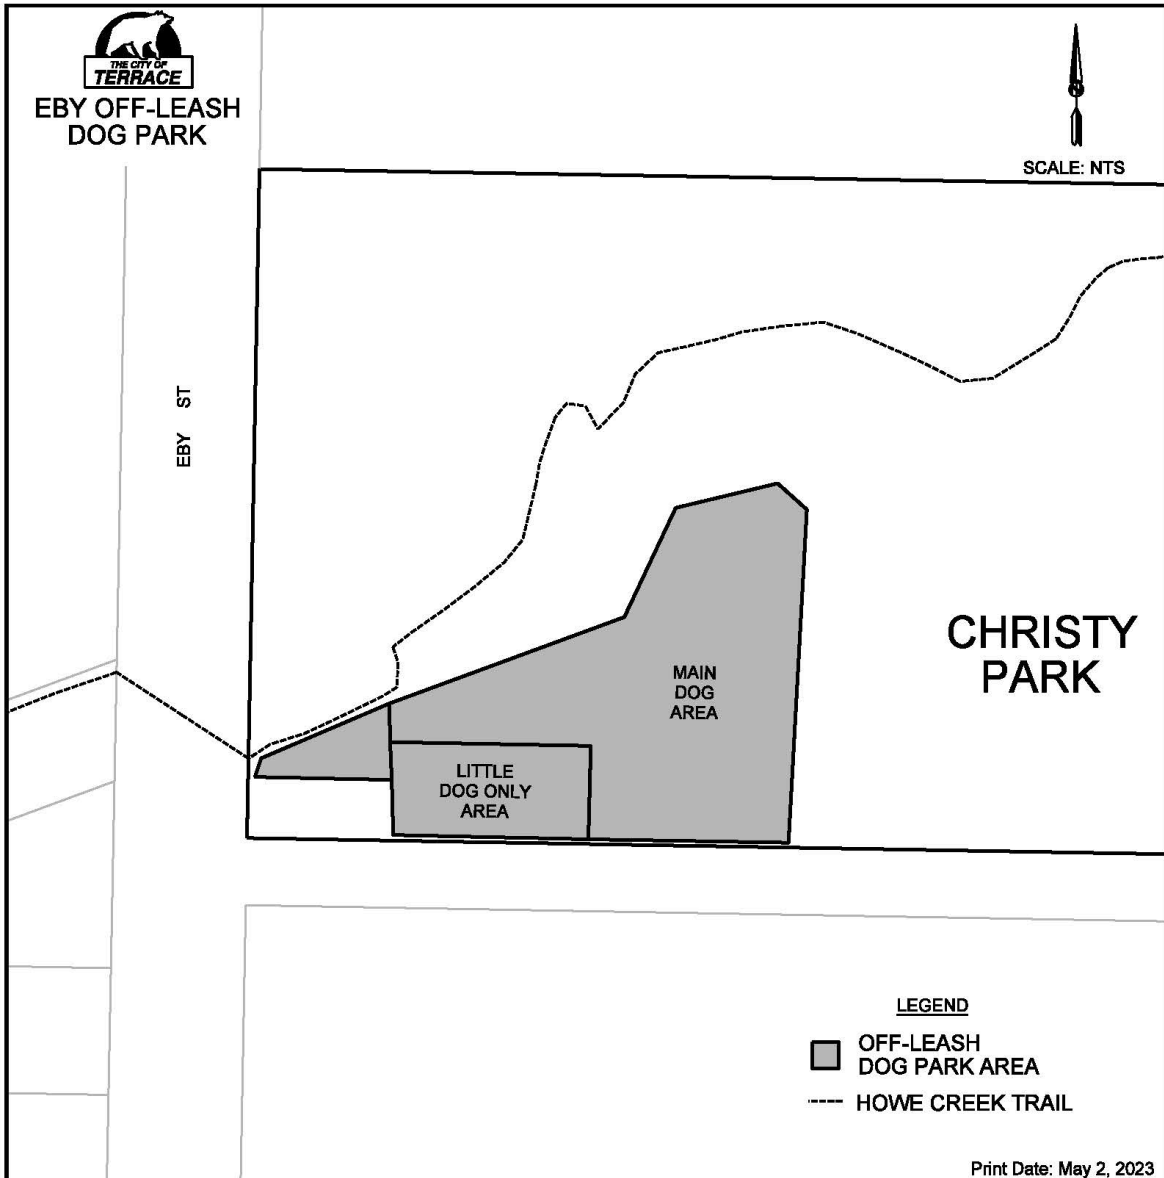 THE CITY OF
TERRACE
EBY OFF-LEASH
DOG PARK
SCALE: NTS
EBY ST
CHRISTY
PARK
MAIN
DOG
AREA
LITTLE
DOG ONLY
AREA
LEGEND
OFF-LEASH
DOG PARK AREA
HOWE CREEK TRAIL
Print Date: May 2, 2023